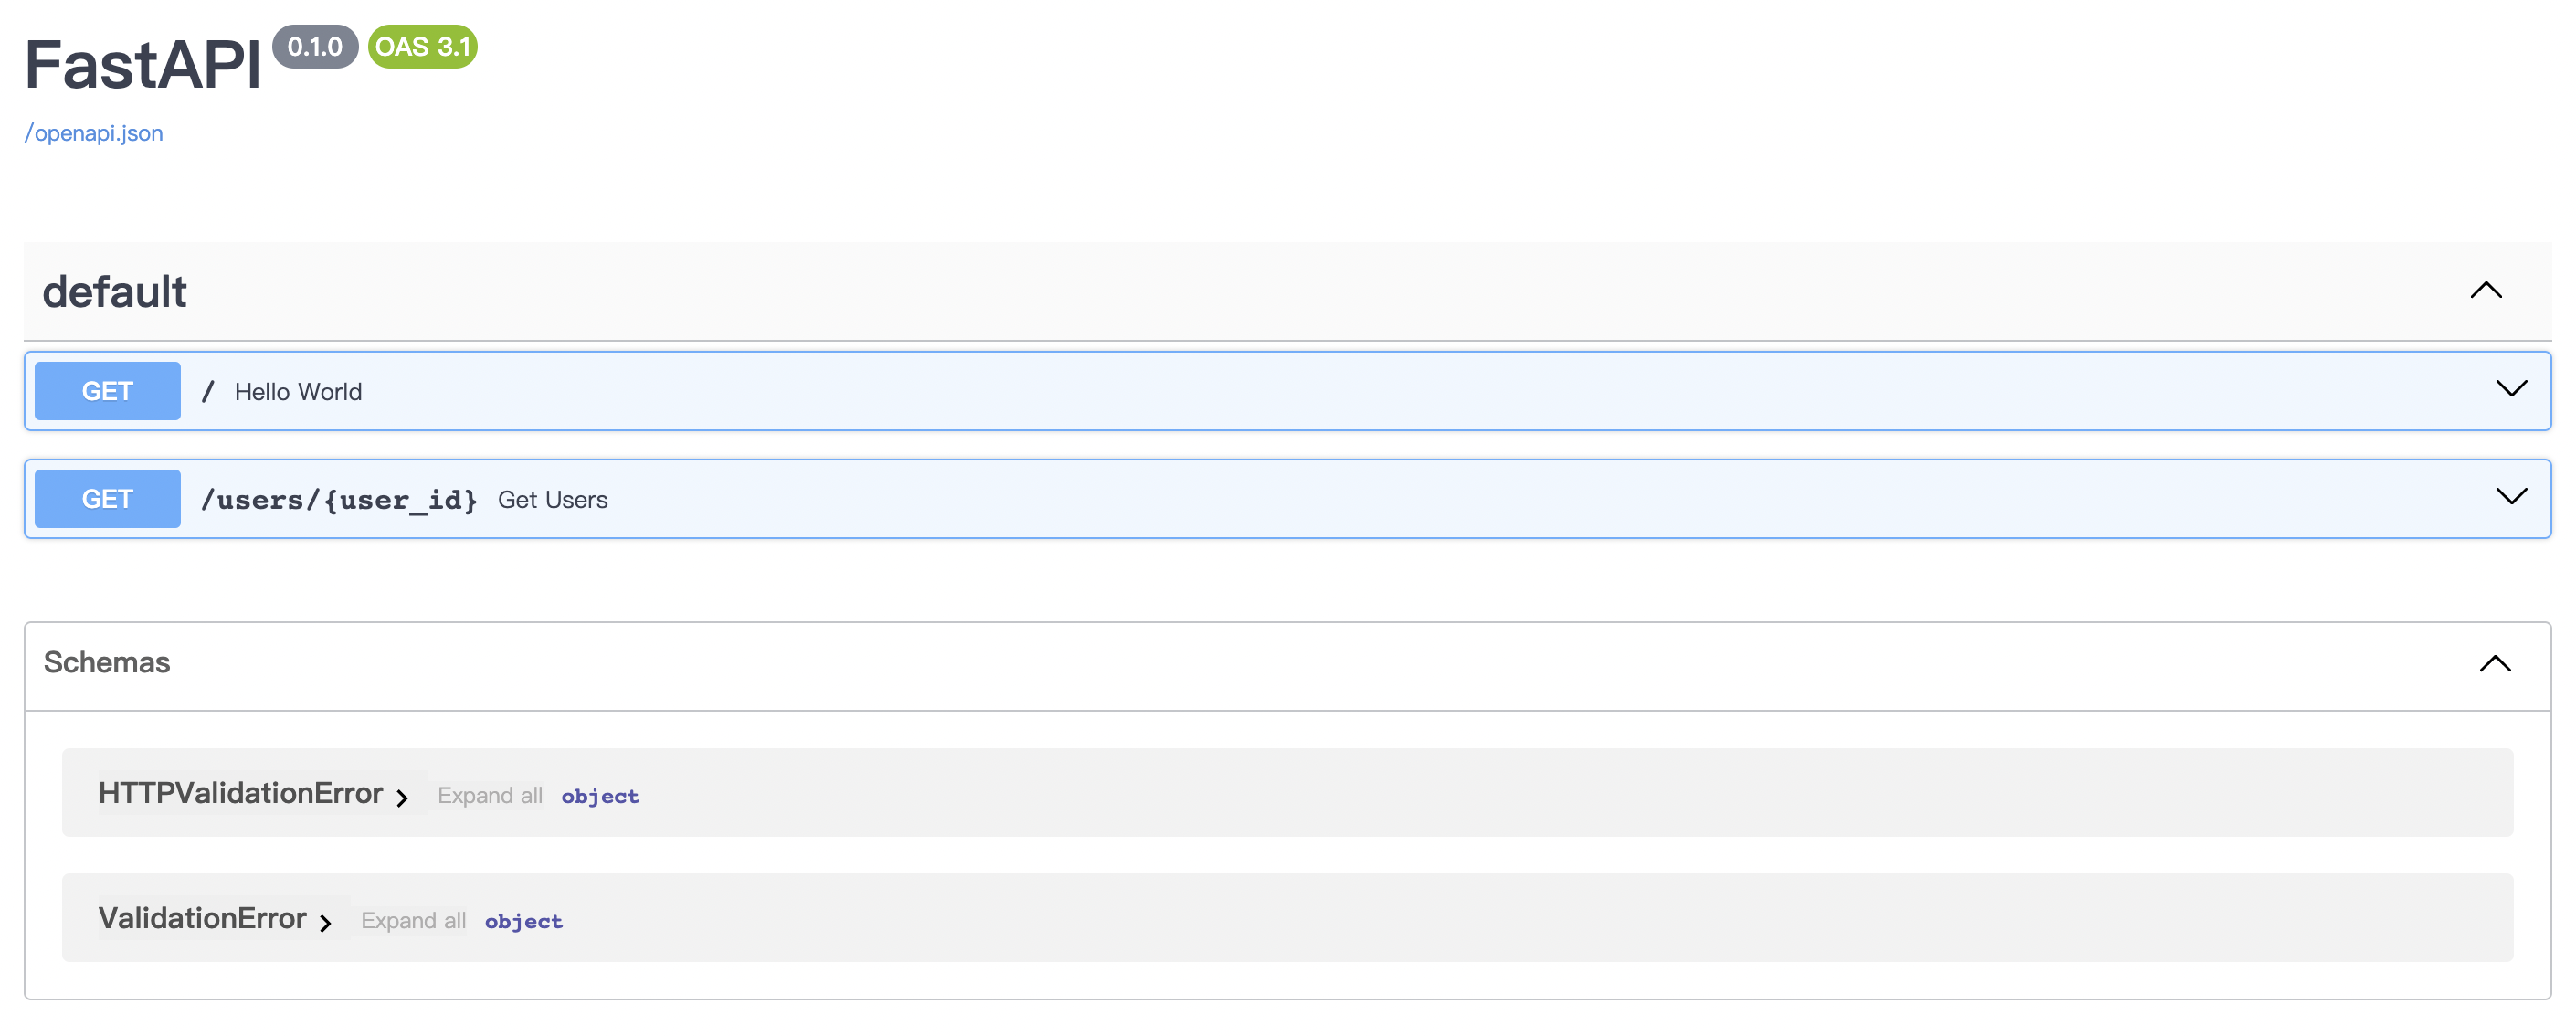 FastAPI 0.1.0 OAS 3.1
/openapi.json
default
GET / Hello World
GET /users/{user_id} Get Users
Schemas
HTTPValidationError Expand all object
ValidationError Expand all object